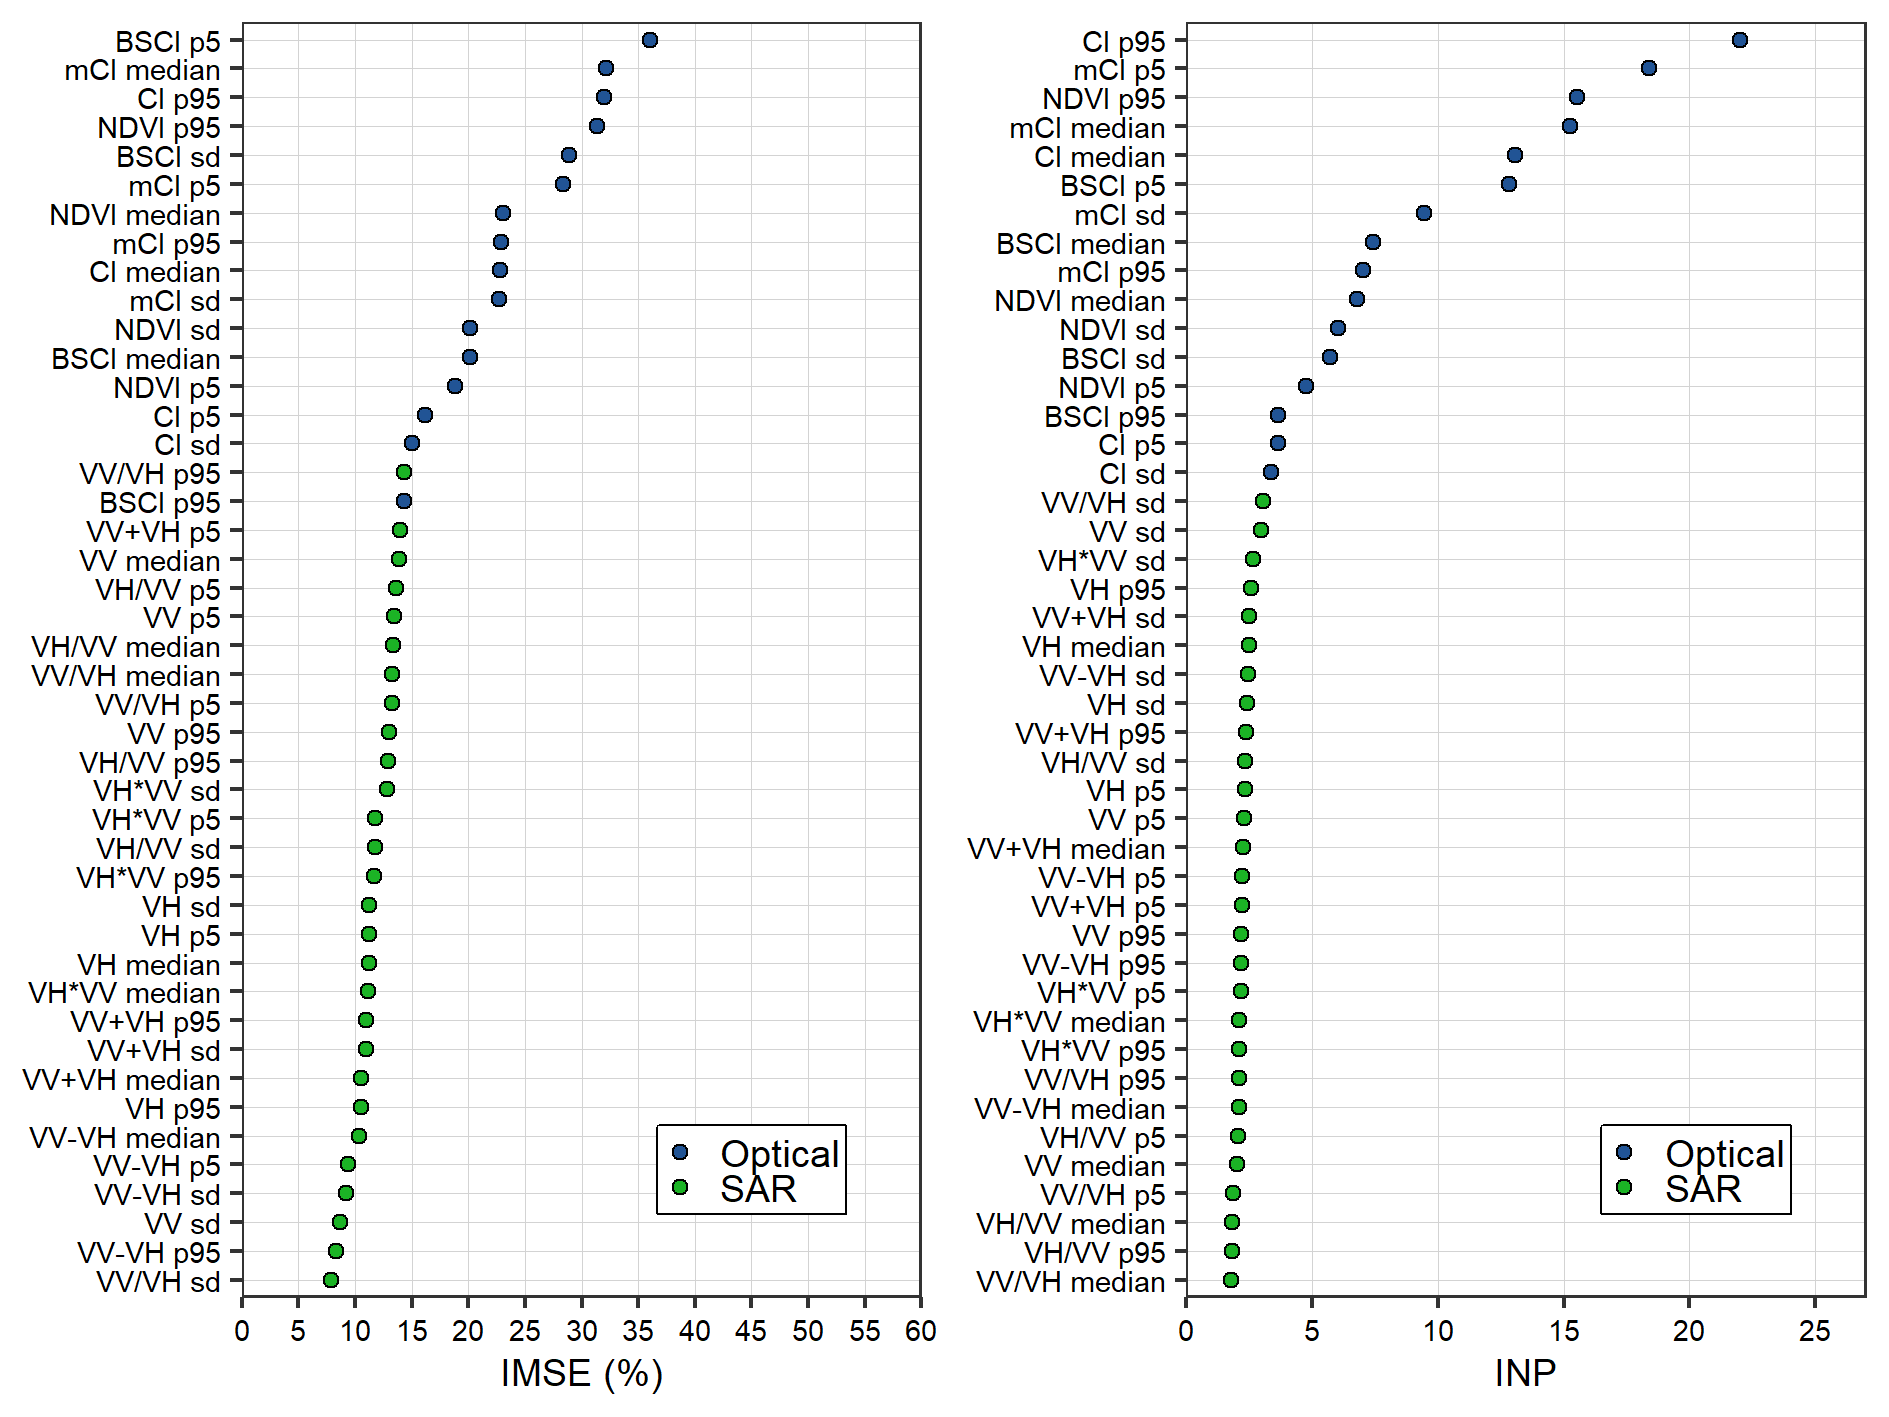 BSCI p5
mCI median
CI p95
NDVI p95
BSCI sd
mCI p5
NDVI median
mCI p95
CI median
mCI sd
NDVI sd
BSCI median
NDVI p5
CI p5
CI sd
VV/VH p95
BSCI p95
VV+VH p5
VV median
VH/VV p5
VV p5
VH/VV median
VV/VH median
VV/VH p5
VV p95
VH/VV p95
VH*VV sd
VH*VV p5
VH/VV sd
VH*VV p95
VH sd
VH p5
VH median
VH*VV median
VV+VH p95
VV+VH sd
VV+VH median
VH p95
VV-VH median
VV-VH p5
VV-VH sd
VV sd
VV-VH p95
VV/VH sd
Optical
SAR
0 5 10 15 20 25 30 35 40 45 50 55 60
IMSE (%)
CI p95
mCI p5
NDVI p95
mCI median
CI median
BSCI p5
mCI sd
BSCI median
mCI p95
NDVI median
NDVI sd
BSCI sd
NDVI p5
BSCI p95
CI p5
CI sd
VV/VH sd
VV sd
VH*VV sd
VH p95
VV+VH sd
VH median
VV-VH sd
VH sd
VV+VH p95
VH/VV sd
VH p5
VV p5
VV+VH median
VV-VH p5
VV+VH p5
VV p95
VV-VH p95
VH*VV p5
VH*VV median
VH*VV p95
VV/VH p95
VV-VH median
VH/VV p5
VV median
VV/VH p5
VH/VV median
VH/VV p95
VV/VH median
Optical
SAR
0 5 10 15 20 25
INP